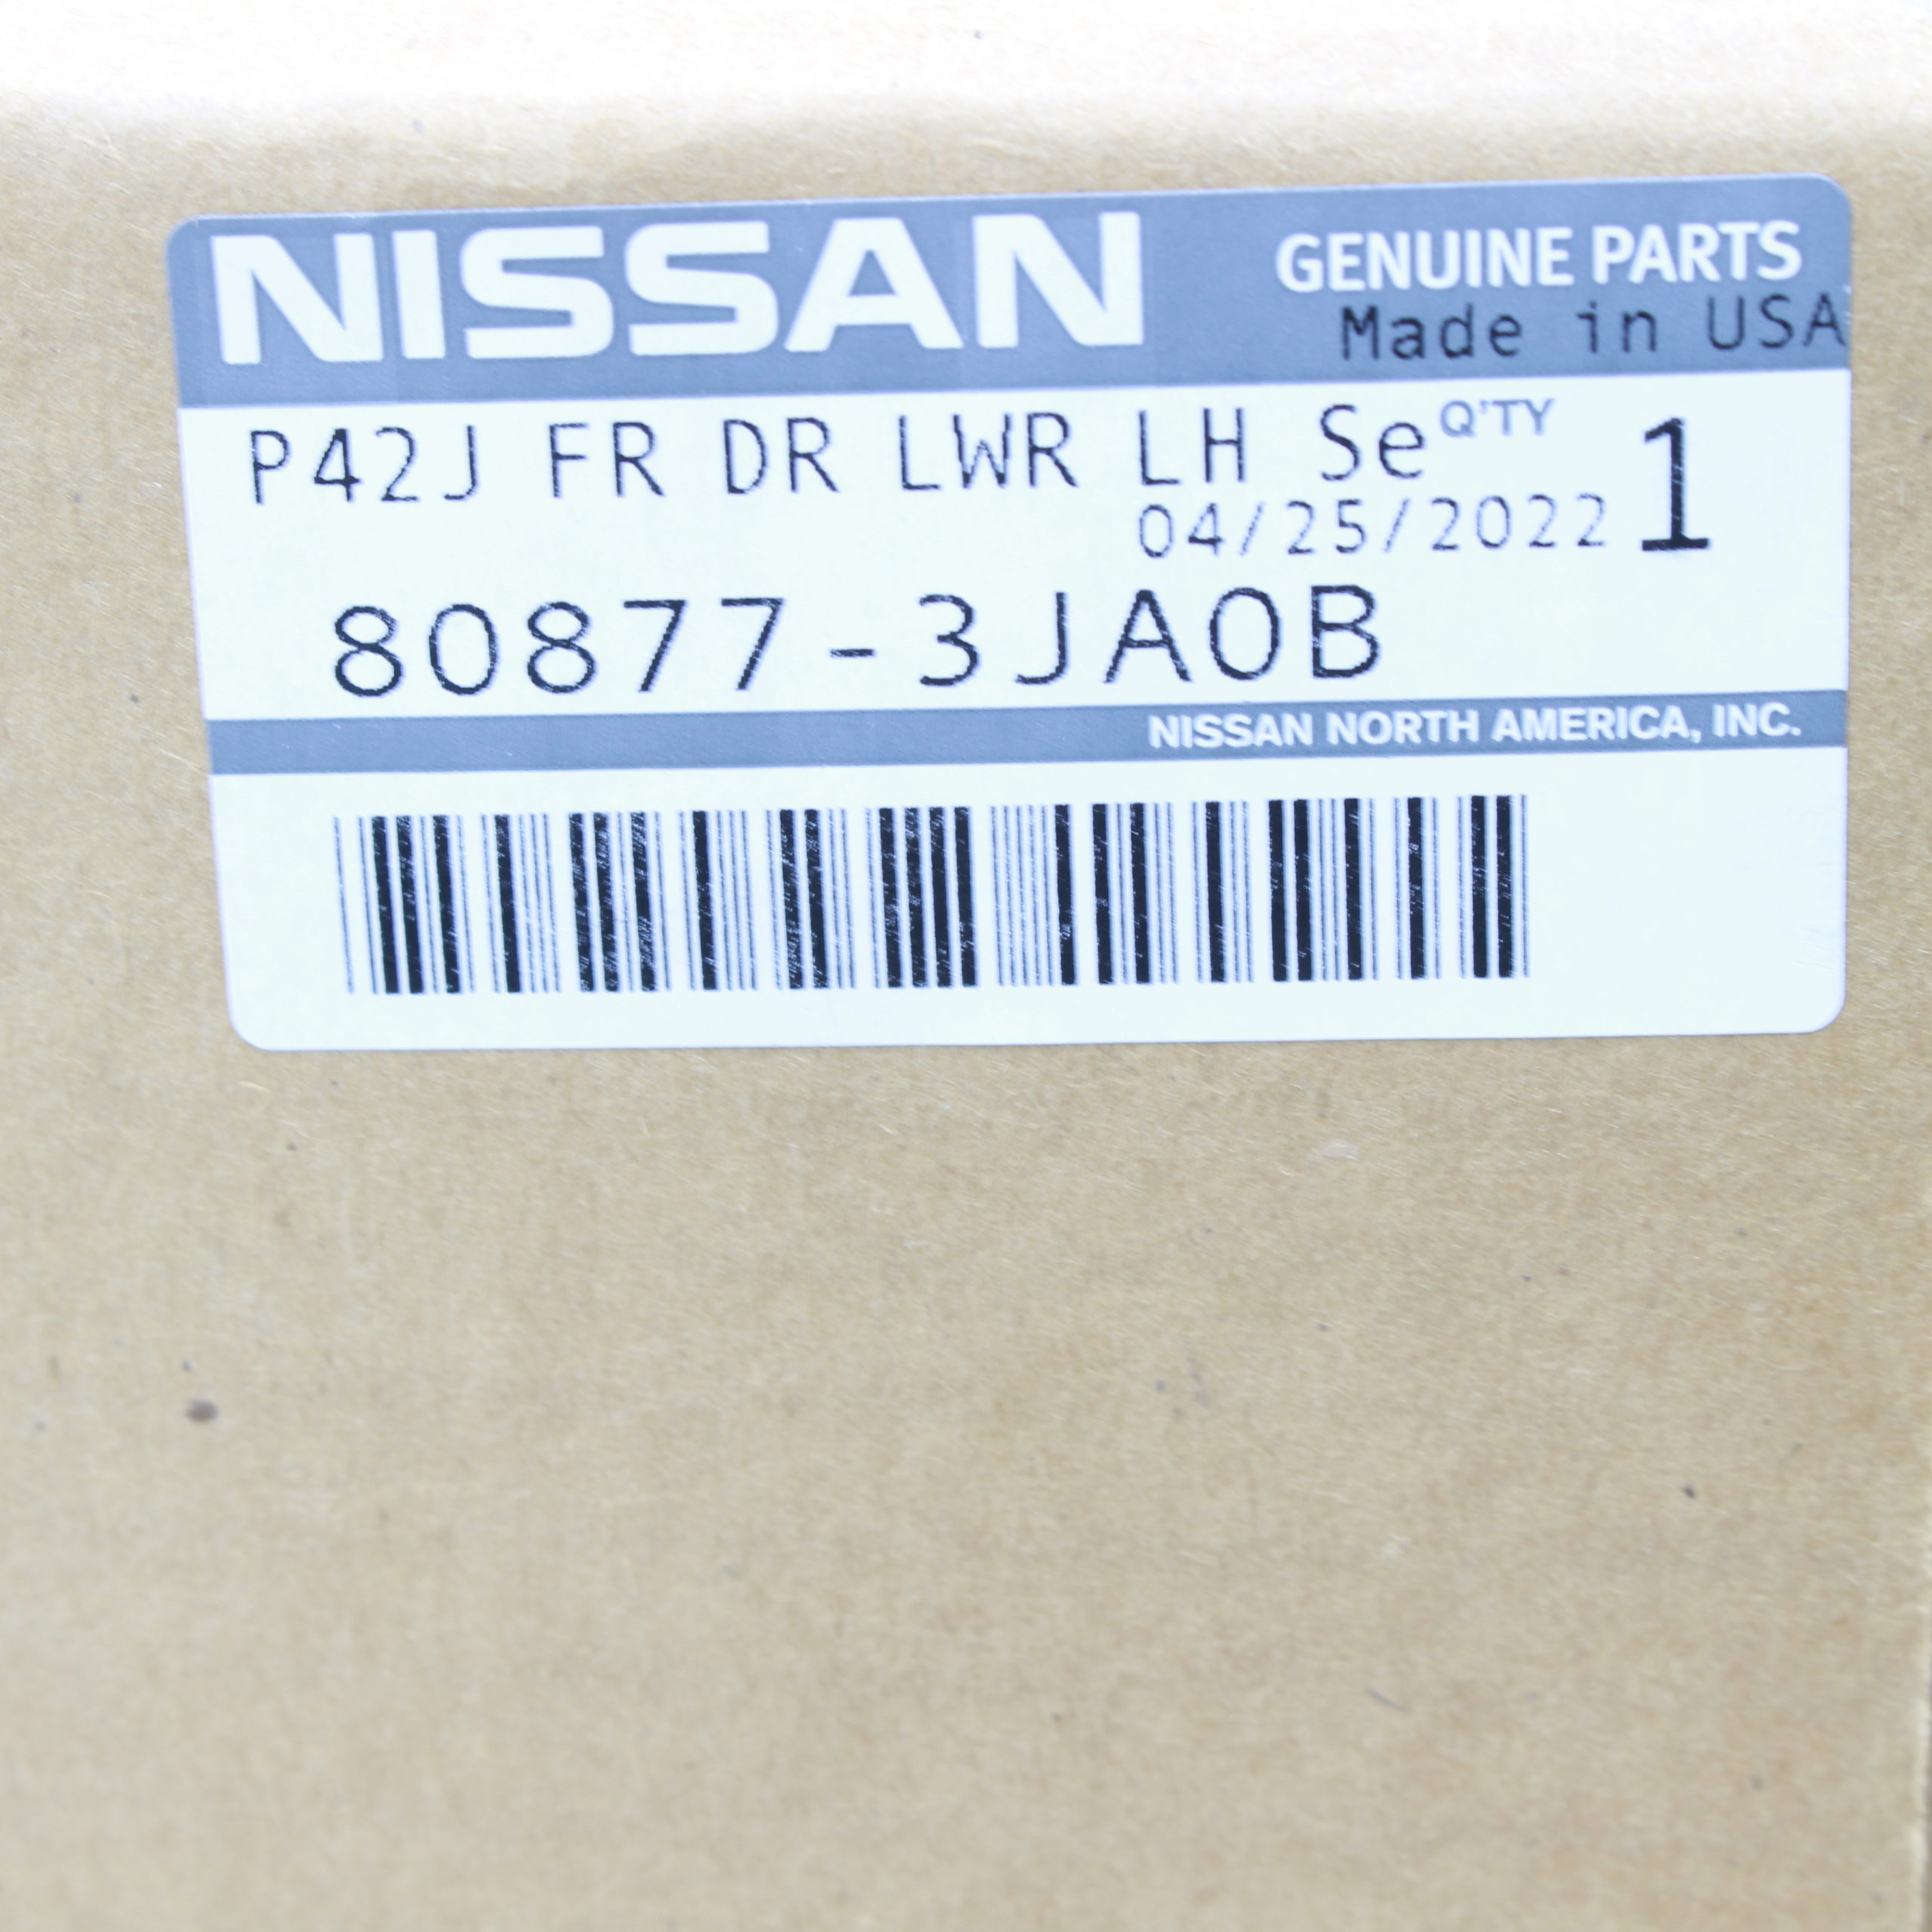 NISSAN GENUINE PARTS
Made in USA
P42J FR DR LWR LH Se Q'TY 1
04/25/2022
80877-3JA0B
NISSAN NORTH AMERICA, INC.